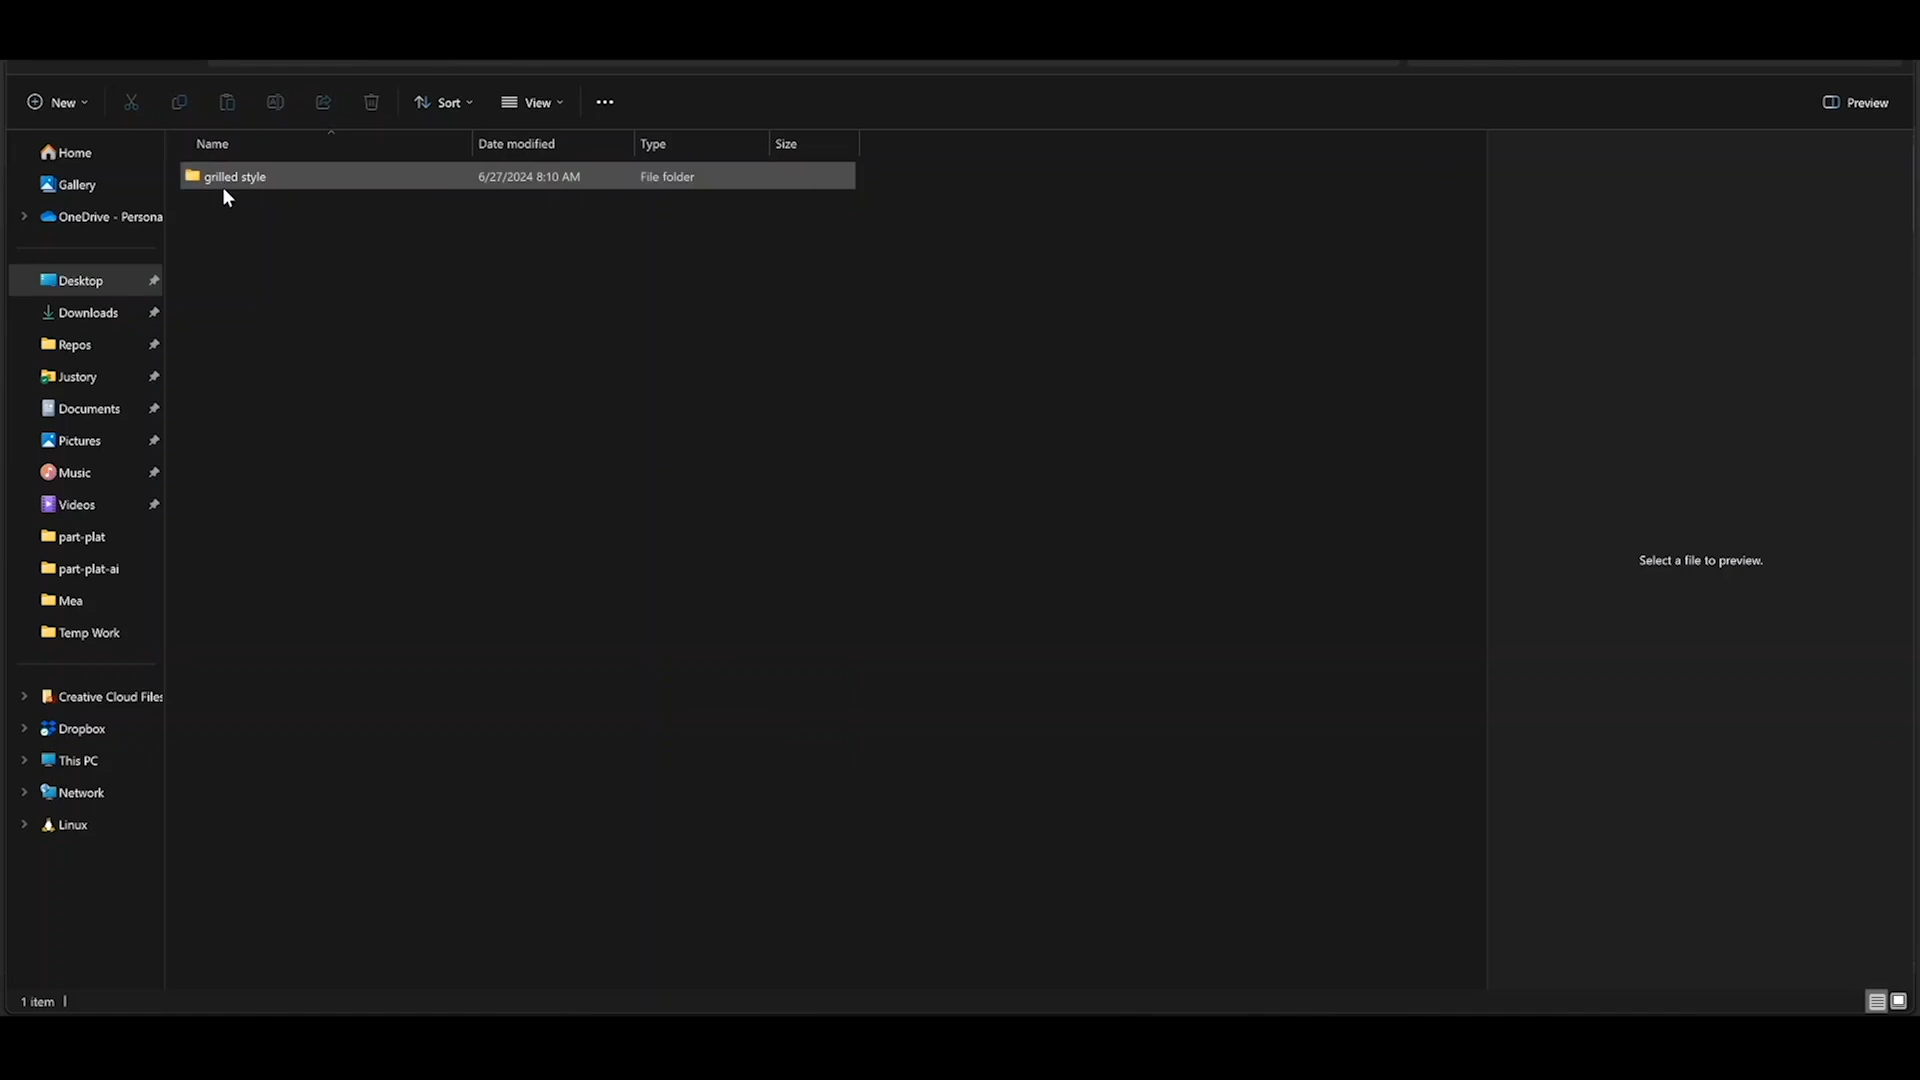 New
Sort
View
Preview
Name Date modified Type Size
grilled style 6/27/2024 8:10 AM File folder
Home
Gallery
OneDrive - Persona
Desktop
Downloads
Repos
Justory
Documents
Pictures
Music
Videos
part-plat
part-plat-ai
Mea
Temp Work
Creative Cloud Files
Dropbox
This PC
Network
Linux
Select a file to preview.
1 item